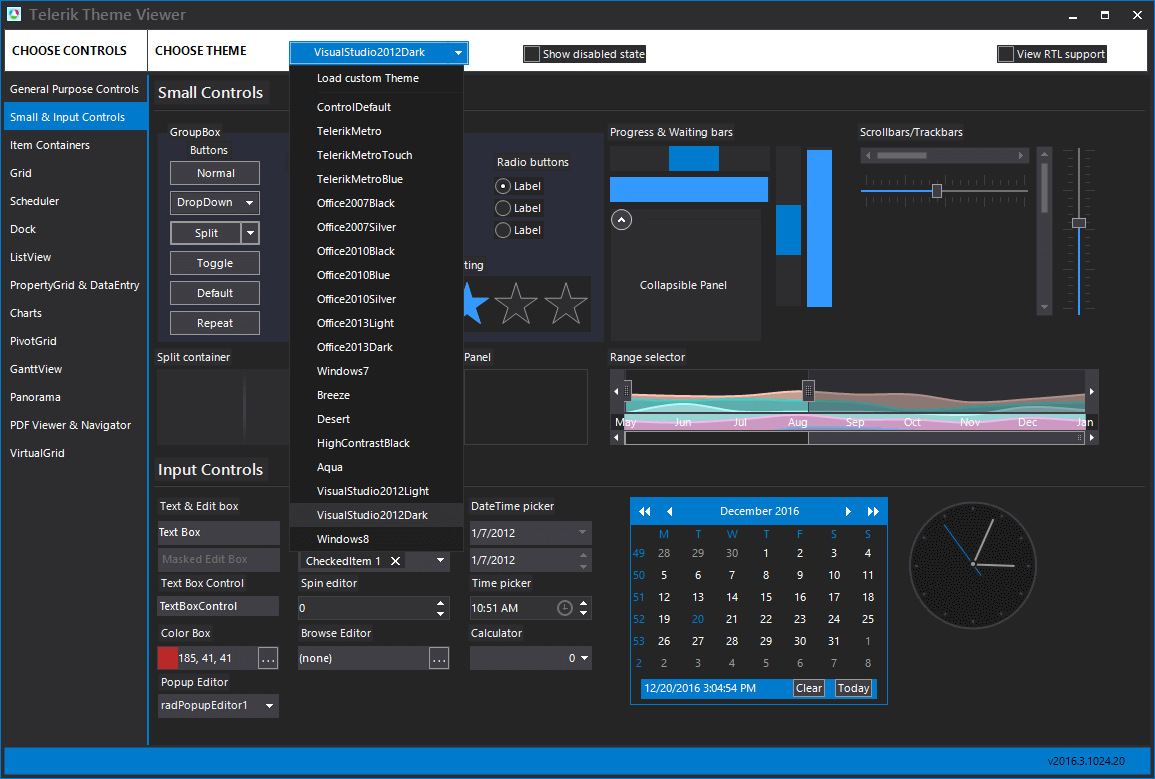 Telerik Theme Viewer
CHOOSE CONTROLS
CHOOSE THEME
VisualStudio2012Dark
Show disabled state
View RTL support
General Purpose Controls
Small & Input Controls
Item Containers
Grid
Scheduler
Dock
ListView
PropertyGrid & DataEntry
Charts
PivotGrid
GanttView
Panorama
PDF Viewer & Navigator
VirtualGrid
Load custom Theme
ControlDefault
TelerikMetro
TelerikMetroTouch
TelerikMetroBlue
Office2007Black
Office2007Silver
Office2010Black
Office2010Blue
Office2010Silver
Office2013Light
Office2013Dark
Windows7
Breeze
Desert
HighContrastBlack
Aqua
VisualStudio2012Light
VisualStudio2012Dark
Windows8
Small Controls
GroupBox
Buttons
Normal
DropDown
Split
Toggle
Default
Repeat
Radio buttons
Label
Label
Label
ting
Progress & Waiting bars
Collapsible Panel
Scrollbars/Trackbars
Split container
Panel
Range selector
May Jun Jul Aug Sep Oct Nov Dec Jan
Input Controls
Text & Edit box
Text Box
Masked Edit Box
Text Box Control
TextBoxControl
Color Box
185, 41, 41 ...
Popup Editor
radPopupEditor1
CheckedItem 1
Spin editor
0
Browse Editor
(none) ...
DateTime picker
1/7/2012
1/7/2012
Time picker
10:51 AM
Calculator
0
December 2016
M T W T F S S
49 28 29 30 1 2 3 4
50 5 6 7 8 9 10 11
51 12 13 14 15 16 17 18
52 19 20 21 22 23 24 25
53 26 27 28 29 30 31 1
2 2 3 4 5 6 7 8
12/20/2016 3:04:54 PM Clear Today
v2016.3.1024.20